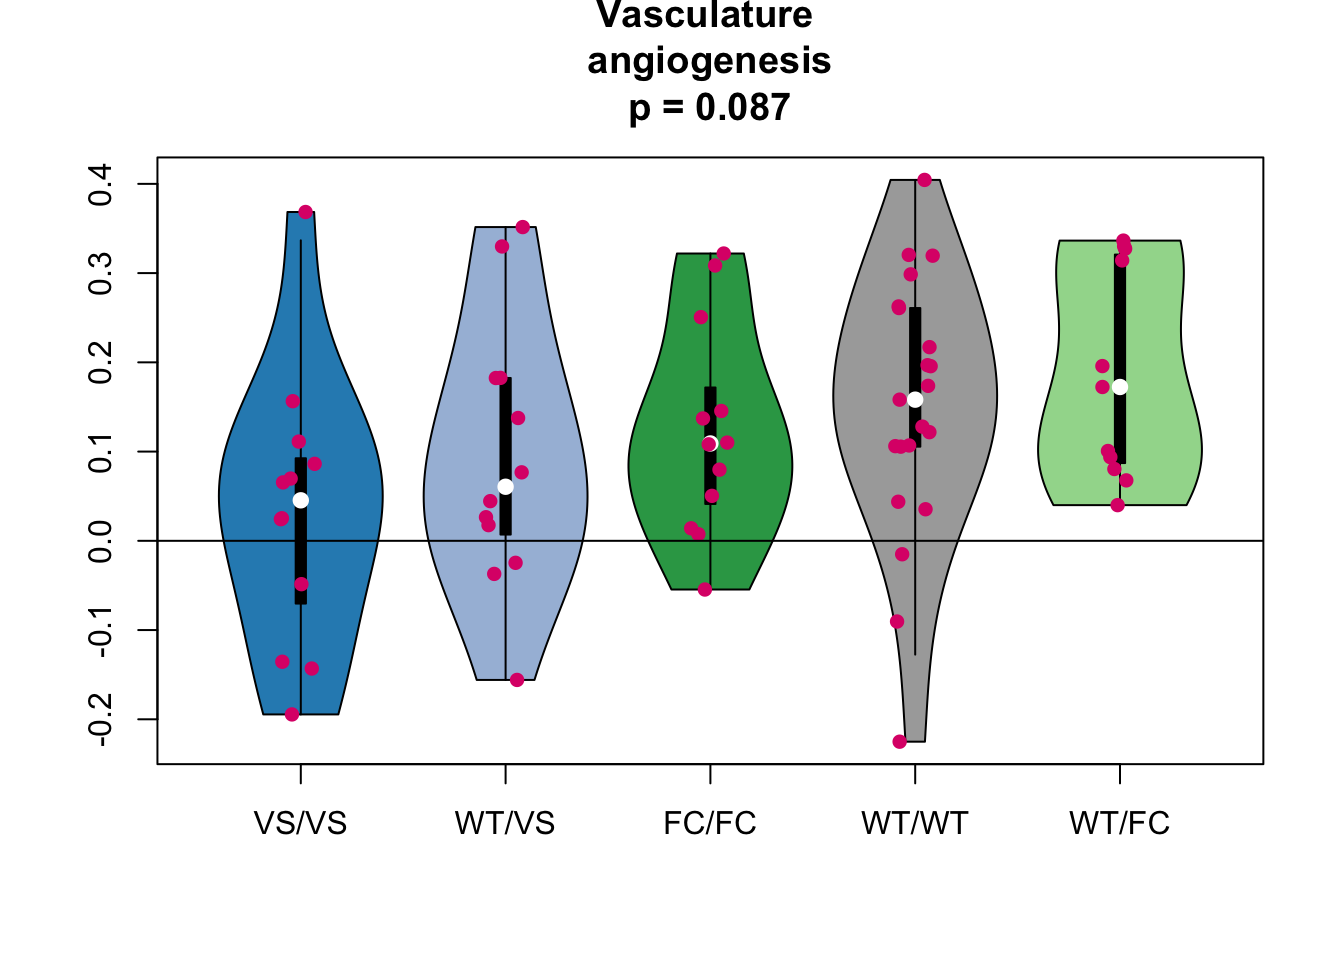 Vasculature
angiogenesis
p = 0.087
0.4
0.3
0.2
0.1
0.0
-0.1
-0.2
VS/VS WT/VS FC/FC WT/WT WT/FC